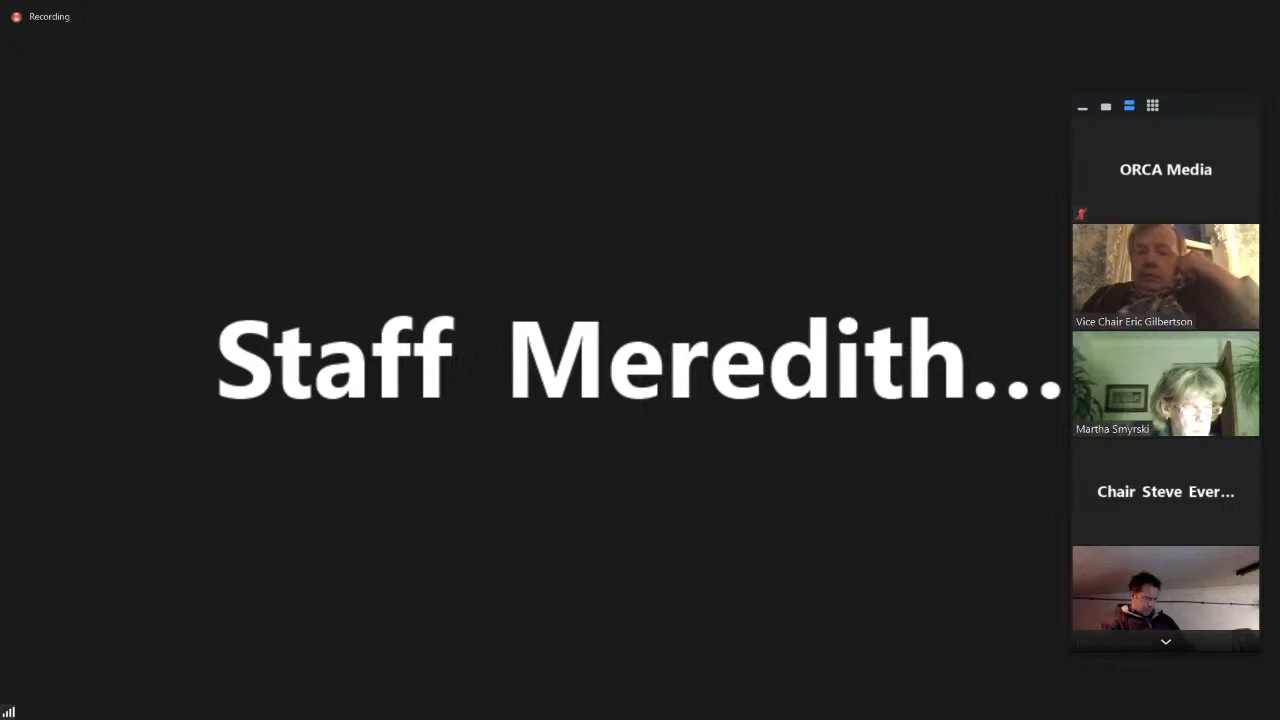 Recording
ORCA Media
Vice Chair Eric Gilbertson
Martha Smyrski
Staff Meredith...
Chair Steve Ever...